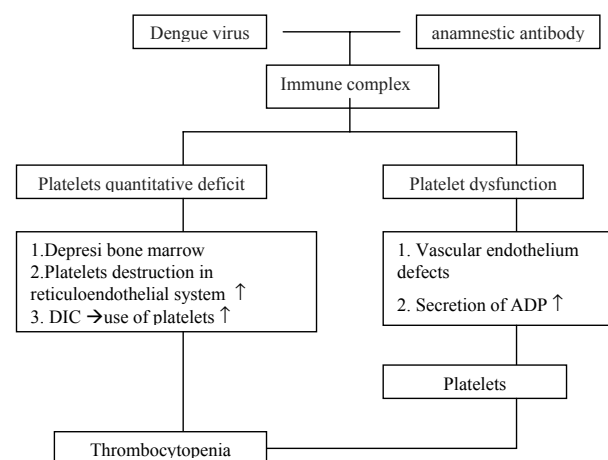 Dengue virus
anamnestic antibody
Immune complex
Platelets quantitative deficit
Platelet dysfunction
1.Depresi bone marrow
2.Platelets destruction in
reticuloendothelial system ↑
3. DIC →use of platelets ↑
1. Vascular endothelium
defects
2. Secretion of ADP ↑
Platelets
Thrombocytopenia